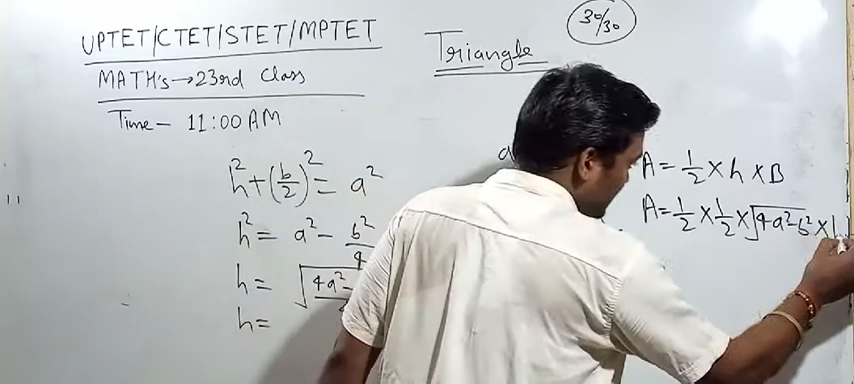 UPTET/CTET/STET/MPTET
MATH's → 23rd Class
Time - 11:00 AM
Triangle
30/30
h² + (b/2)² = a²
h² = a² - b²/4
h = √4a² -
h =
a
A = 1/2 × h × B
A = 1/2 × 1/2 × √4a²-b² × b